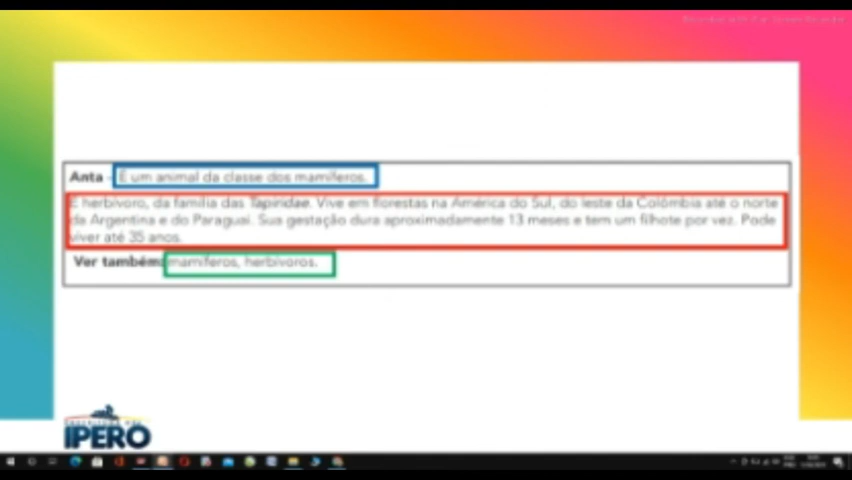 Anta - É um animal da classe dos mamíferos.
É herbívoro, da família das Tapiridae. Vive em florestas na América do Sul, do leste da Colômbia até o norte
da Argentina e do Paraguai. Sua gestação dura aproximadamente 13 meses e tem um filhote por vez. Pode
viver até 35 anos.
Ver também: mamíferos, herbívoros.
IPERÓ